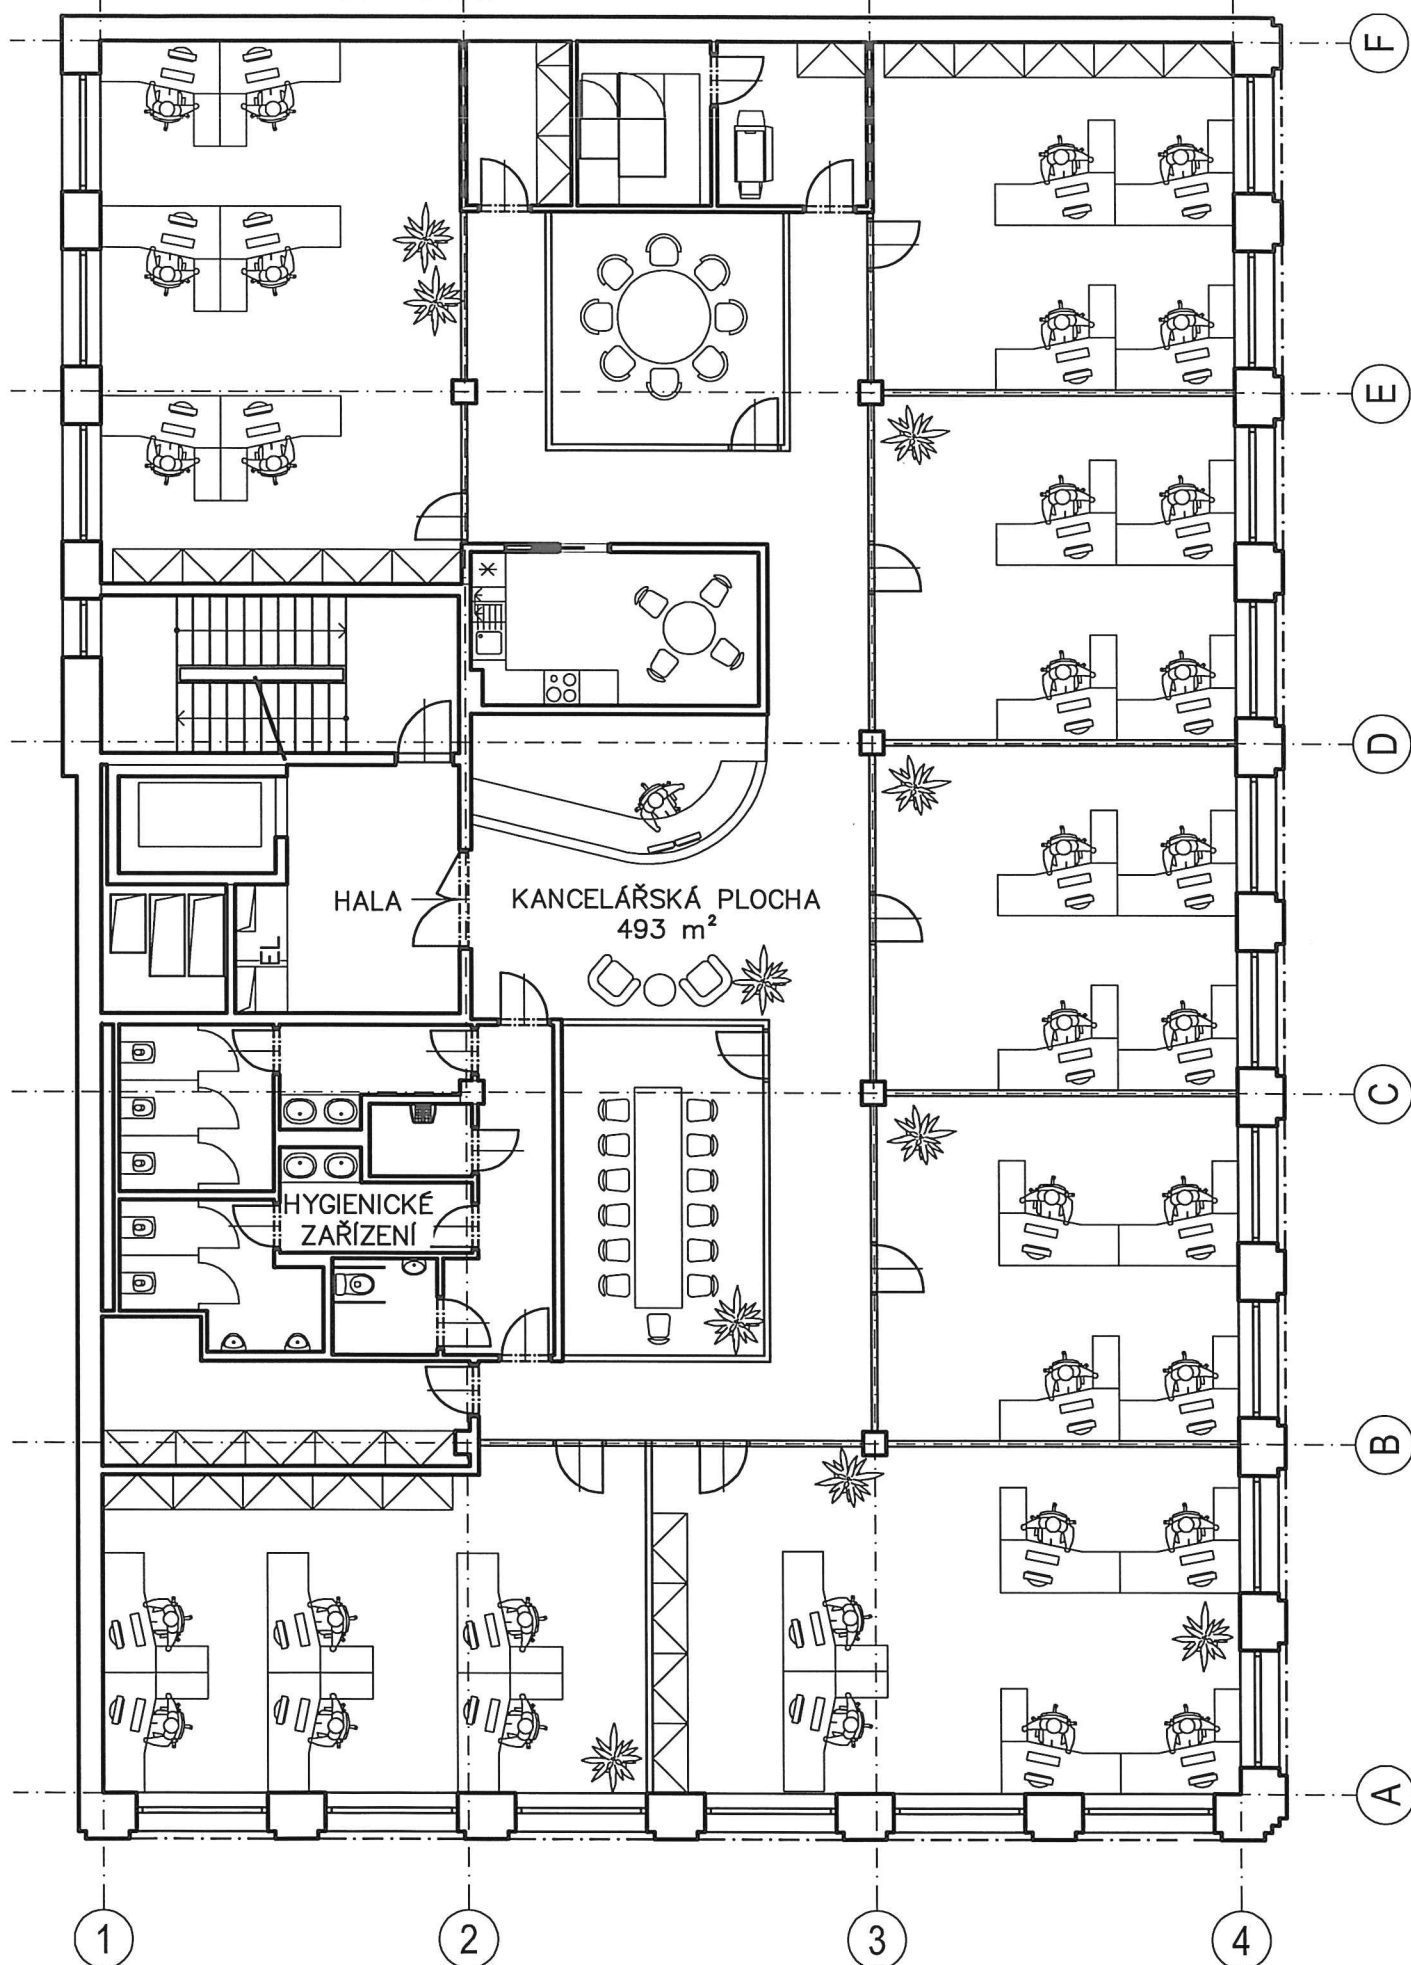 F
E
D
HALA
KANCELÁŘSKÁ PLOCHA
493 m²
EL
C
HYGIENICKÉ
ZAŘÍZENÍ
B
A
1
2
3
4